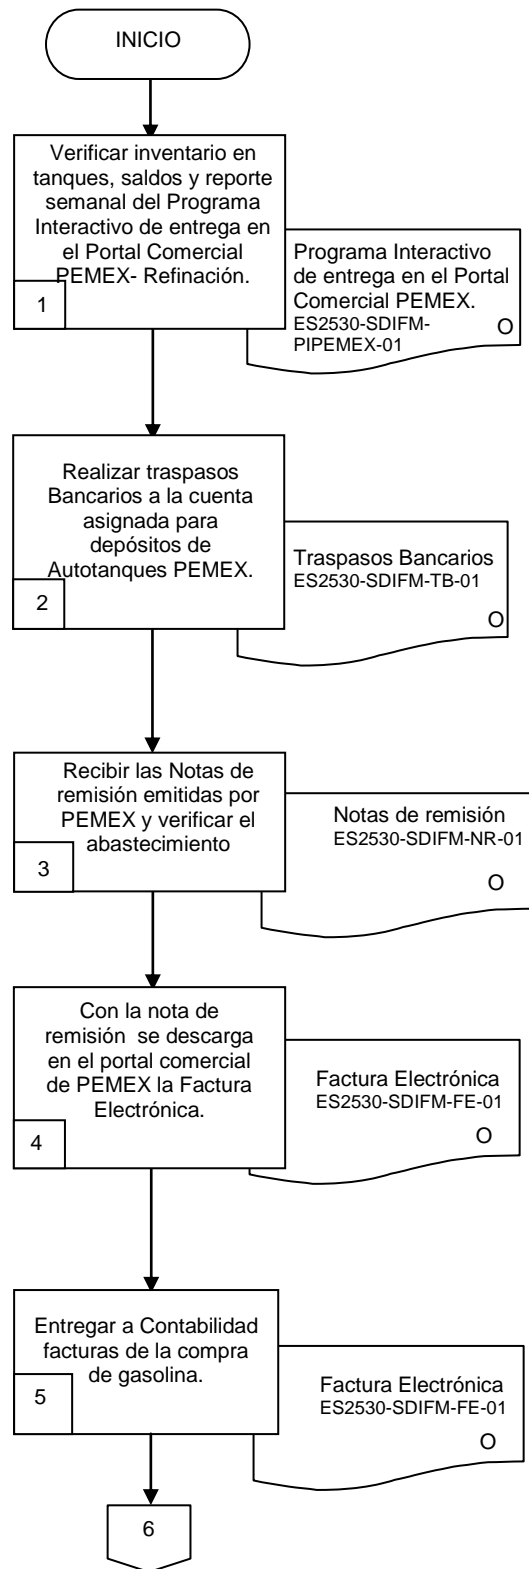 INICIO
Verificar inventario en
tanques, saldos y reporte
semanal del Programa
Interactivo de entrega en
el Portal Comercial
PEMEX- Refinación.
1
Programa Interactivo
de entrega en el Portal
Comercial PEMEX.
ES2530-SDIFM-
PIPEMEX-01
O
Realizar traspasos
Bancarios a la cuenta
asignada para
depósitos de
Autotanques PEMEX.
2
Traspasos Bancarios
ES2530-SDIFM-TB-01
O
Recibir las Notas de
remisión emitidas por
PEMEX y verificar el
abastecimiento
3
Notas de remisión
ES2530-SDIFM-NR-01
O
Con la nota de
remisión  se descarga
en el portal comercial
de PEMEX la Factura
Electrónica.
4
Factura Electrónica
ES2530-SDIFM-FE-01
O
Entregar a Contabilidad
facturas de la compra
de gasolina.
5
Factura Electrónica
ES2530-SDIFM-FE-01
O
6